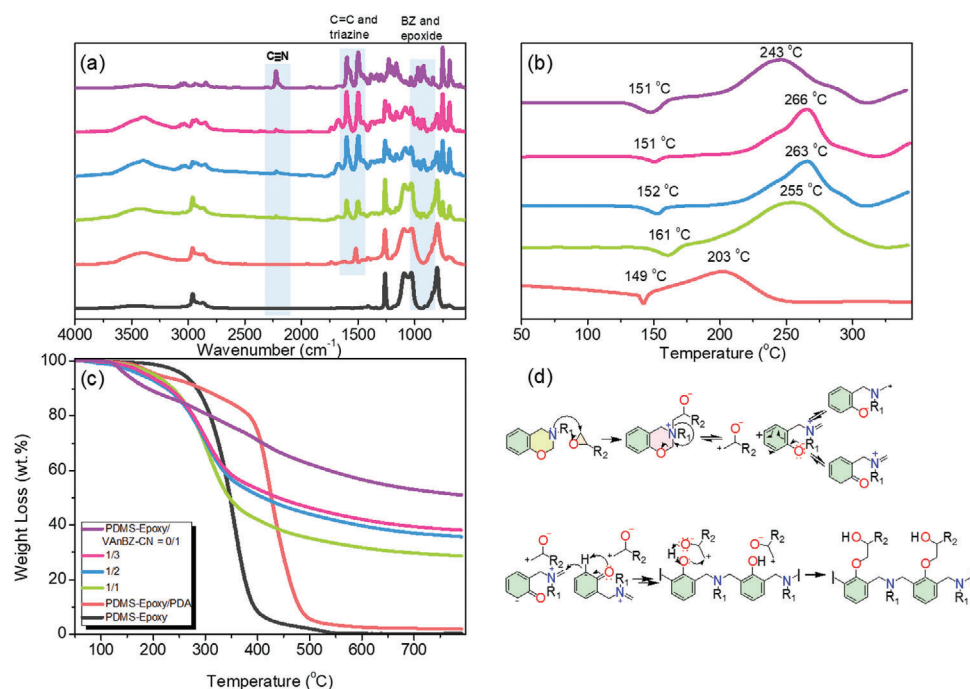 C=C and
triazine
BZ and
epoxide
(a)
C≡N
4000 3000 2000 1500 1000
Wavenumber (cm⁻¹)
(b)
243 °C
151 °C
266 °C
151 °C
263 °C
152 °C
255 °C
161 °C
203 °C
149 °C
50 100 150 200 250 300
Temperature (°C)
(c)
100
80
60
40
20
0
Weight Loss (wt.%)
PDMS-Epoxy/
VAnBZ-CN = 0/1
1/3
1/2
1/1
PDMS-Epoxy/PDA
PDMS-Epoxy
100 200 300 400 500 600 700
Temperature (°C)
(d)
N R₁
O
O
R₂
O⁻
R₂
N⁺ R₁
O
O⁻
+ R₂
+
N⁺
R₁
O
N
R₁
O
N⁺
R₁
O
O⁻
+ R₂
N⁺
R₁
O
H
O⁻
+ R₂
O
R₁
N⁺
O⁻
R₂
H
O
I
N
R₁
O⁻
R₂
OH
N
R₁
I
HO
R₂
O
I
N
R₁
HO
R₂
O
N
R₁
I